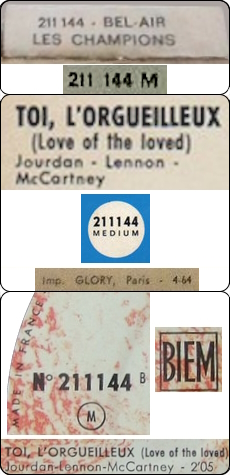 211144 - BEL-AIR
LES CHAMPIONS
211 144 M
TOI, L'ORGUEILLEUX
(Love of the loved)
Jourdan - Lennon -
McCartney
211144
MEDIUM
Imp. GLORY, Paris - 4-64
MADE IN FRANCE
Nº 211144 B
M
BIEM
TOI, L'ORGUEILLEUX (Love of the loved)
Jourdan-Lennon-McCartney - 2'05